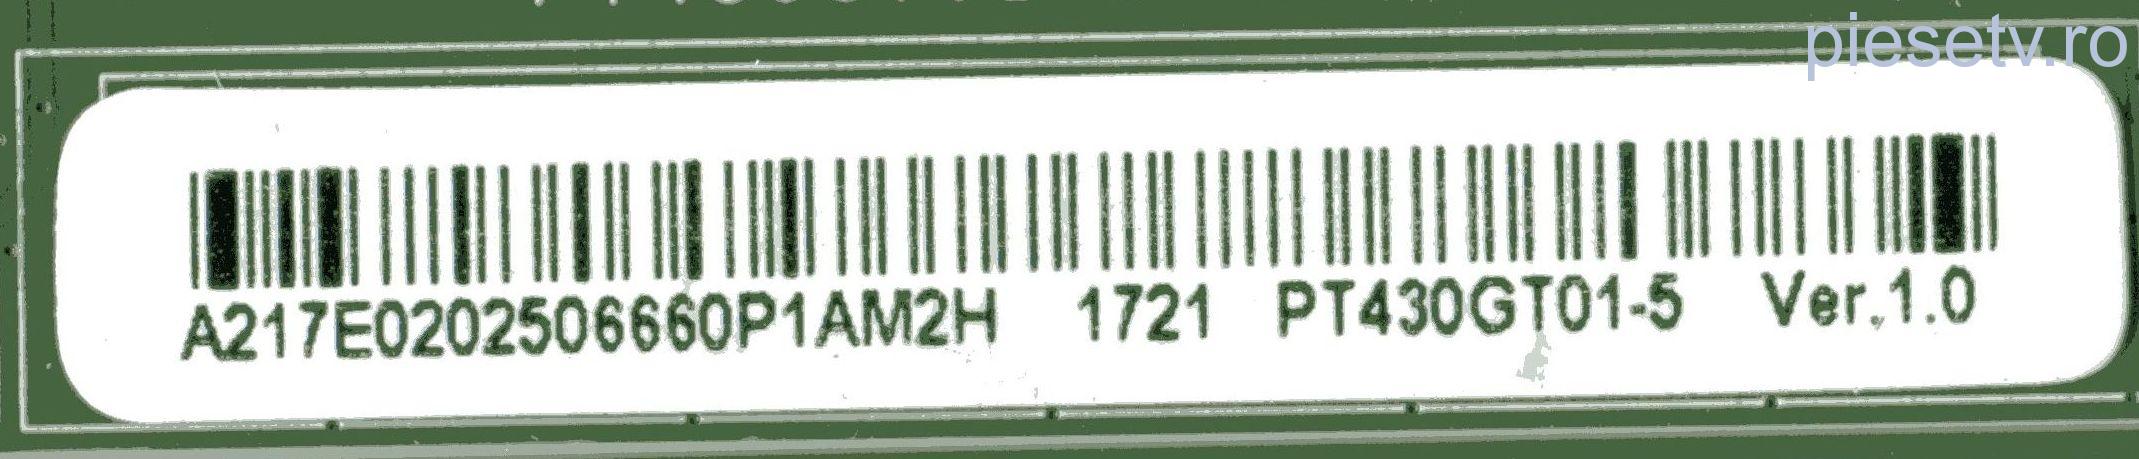 piesetv.ro
A217E0202506660P1AM2H 1721 PT430GT01-5 Ver.1.0